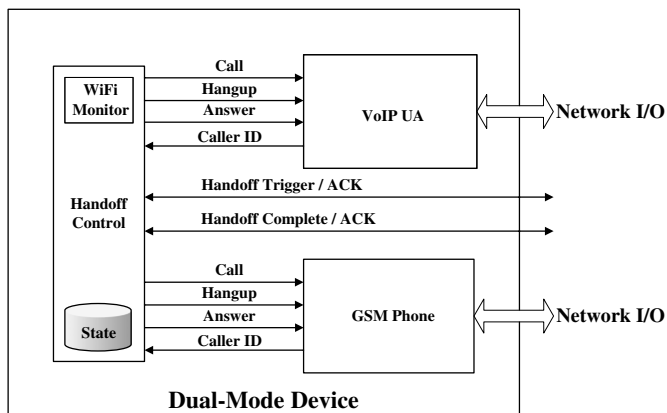 Call
WiFi
Monitor
Hangup
Answer
VoIP UA
Network I/O
Caller ID
Handoff Trigger / ACK
Handoff
Control
Handoff Complete / ACK
Call
Hangup
Answer
GSM Phone
Network I/O
State
Caller ID
Dual-Mode Device